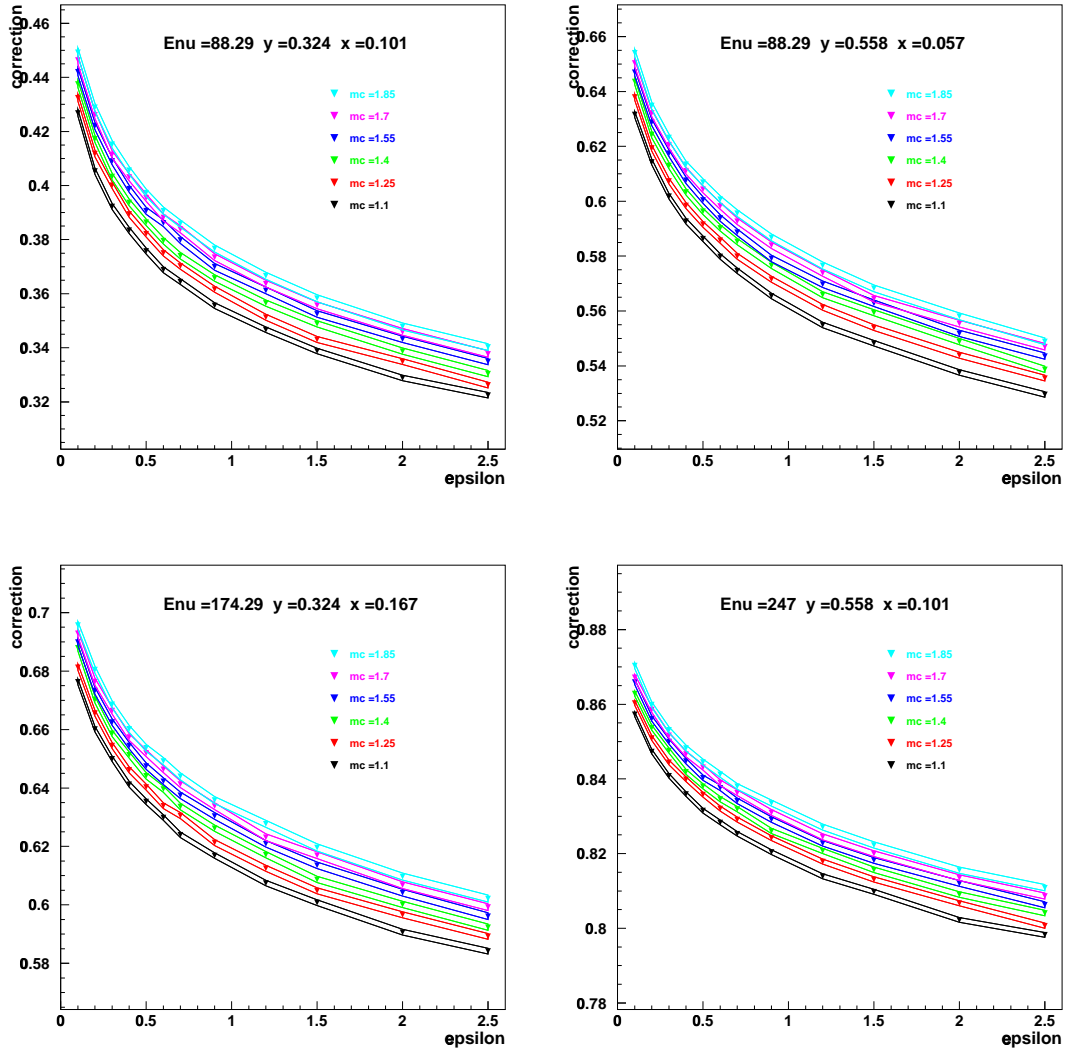 correction
Enu =88.29 y =0.324 x =0.101
mc =1.85
mc =1.7
mc =1.55
mc =1.4
mc =1.25
mc =1.1
0.46
0.44
0.42
0.4
0.38
0.36
0.34
0.32
0 0.5 1 1.5 2 2.5
epsilon
correction
Enu =88.29 y =0.558 x =0.057
mc =1.85
mc =1.7
mc =1.55
mc =1.4
mc =1.25
mc =1.1
0.66
0.64
0.62
0.6
0.58
0.56
0.54
0.52
0 0.5 1 1.5 2 2.5
epsilon
correction
Enu =174.29 y =0.324 x =0.167
mc =1.85
mc =1.7
mc =1.55
mc =1.4
mc =1.25
mc =1.1
0.7
0.68
0.66
0.64
0.62
0.6
0.58
0 0.5 1 1.5 2 2.5
epsilon
correction
Enu =247 y =0.558 x =0.101
mc =1.85
mc =1.7
mc =1.55
mc =1.4
mc =1.25
mc =1.1
0.88
0.86
0.84
0.82
0.8
0.78
0 0.5 1 1.5 2 2.5
epsilon